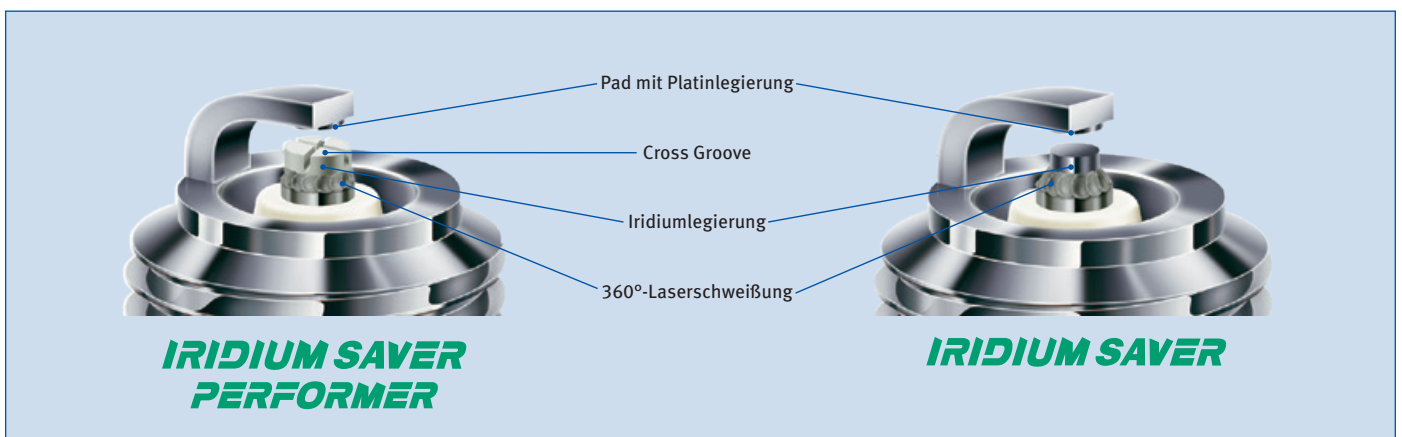 Pad mit Platinlegierung
Cross Groove
Iridiumlegierung
360°-Laserschweißung
IRIDIUM SAVER
PERFORMER
IRIDIUM SAVER